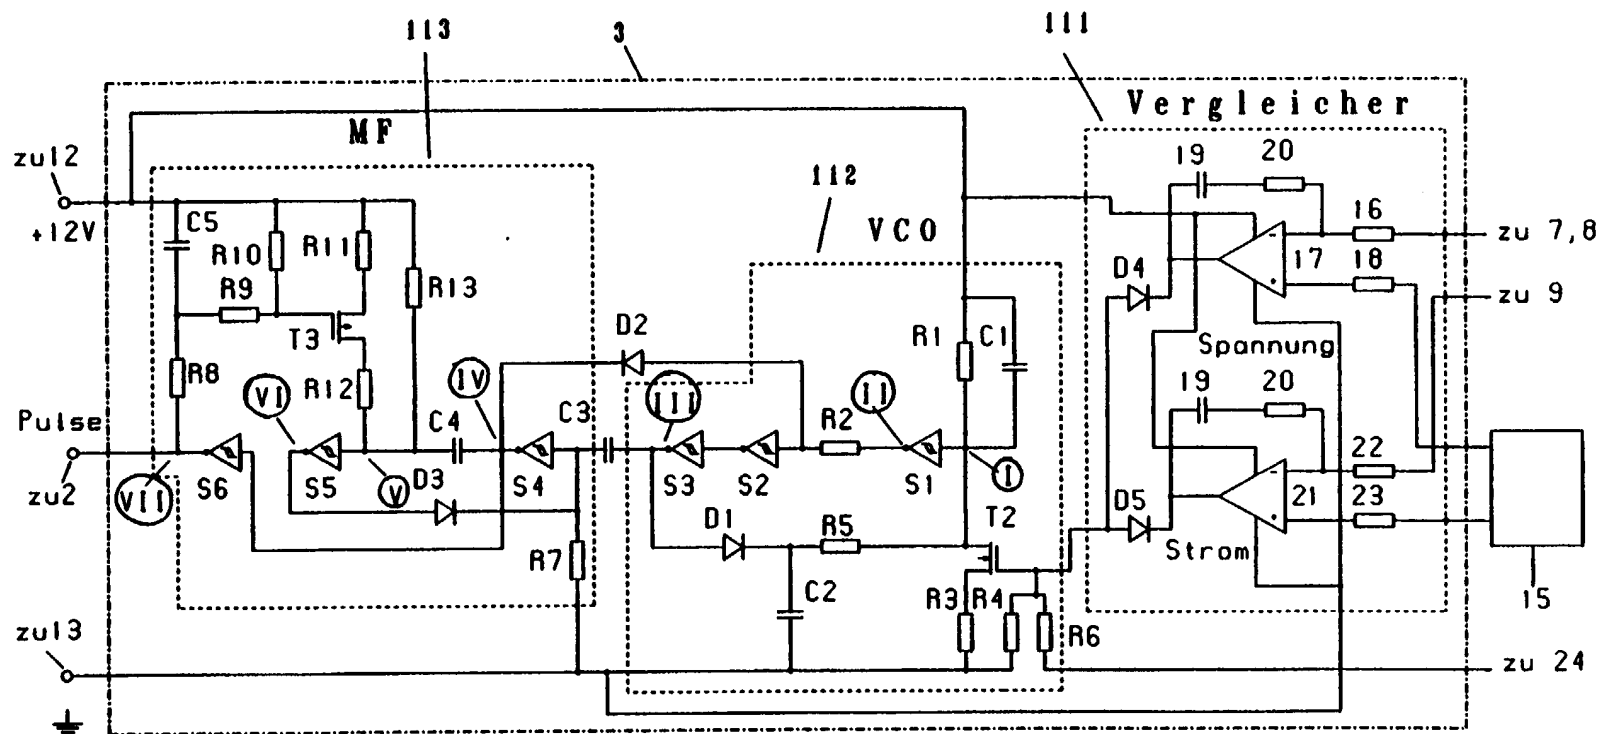 113
3
111
Vergleicher
MF
zu12
+12V
C5
R10
R11
R9
R13
T3
R8
R12
112
VCO
D2
R1
C1
19
20
16
17
18
zu 7,8
zu 9
D4
Spannung
Pulse
zu2
VII
VI
V
IV
III
II
I
S6
S5
D3
C4
S4
C3
S3
S2
R2
S1
D1
R5
T2
R7
C2
R3
R4
R6
19
20
22
21
23
D5
Strom
15
zu13
zu 24